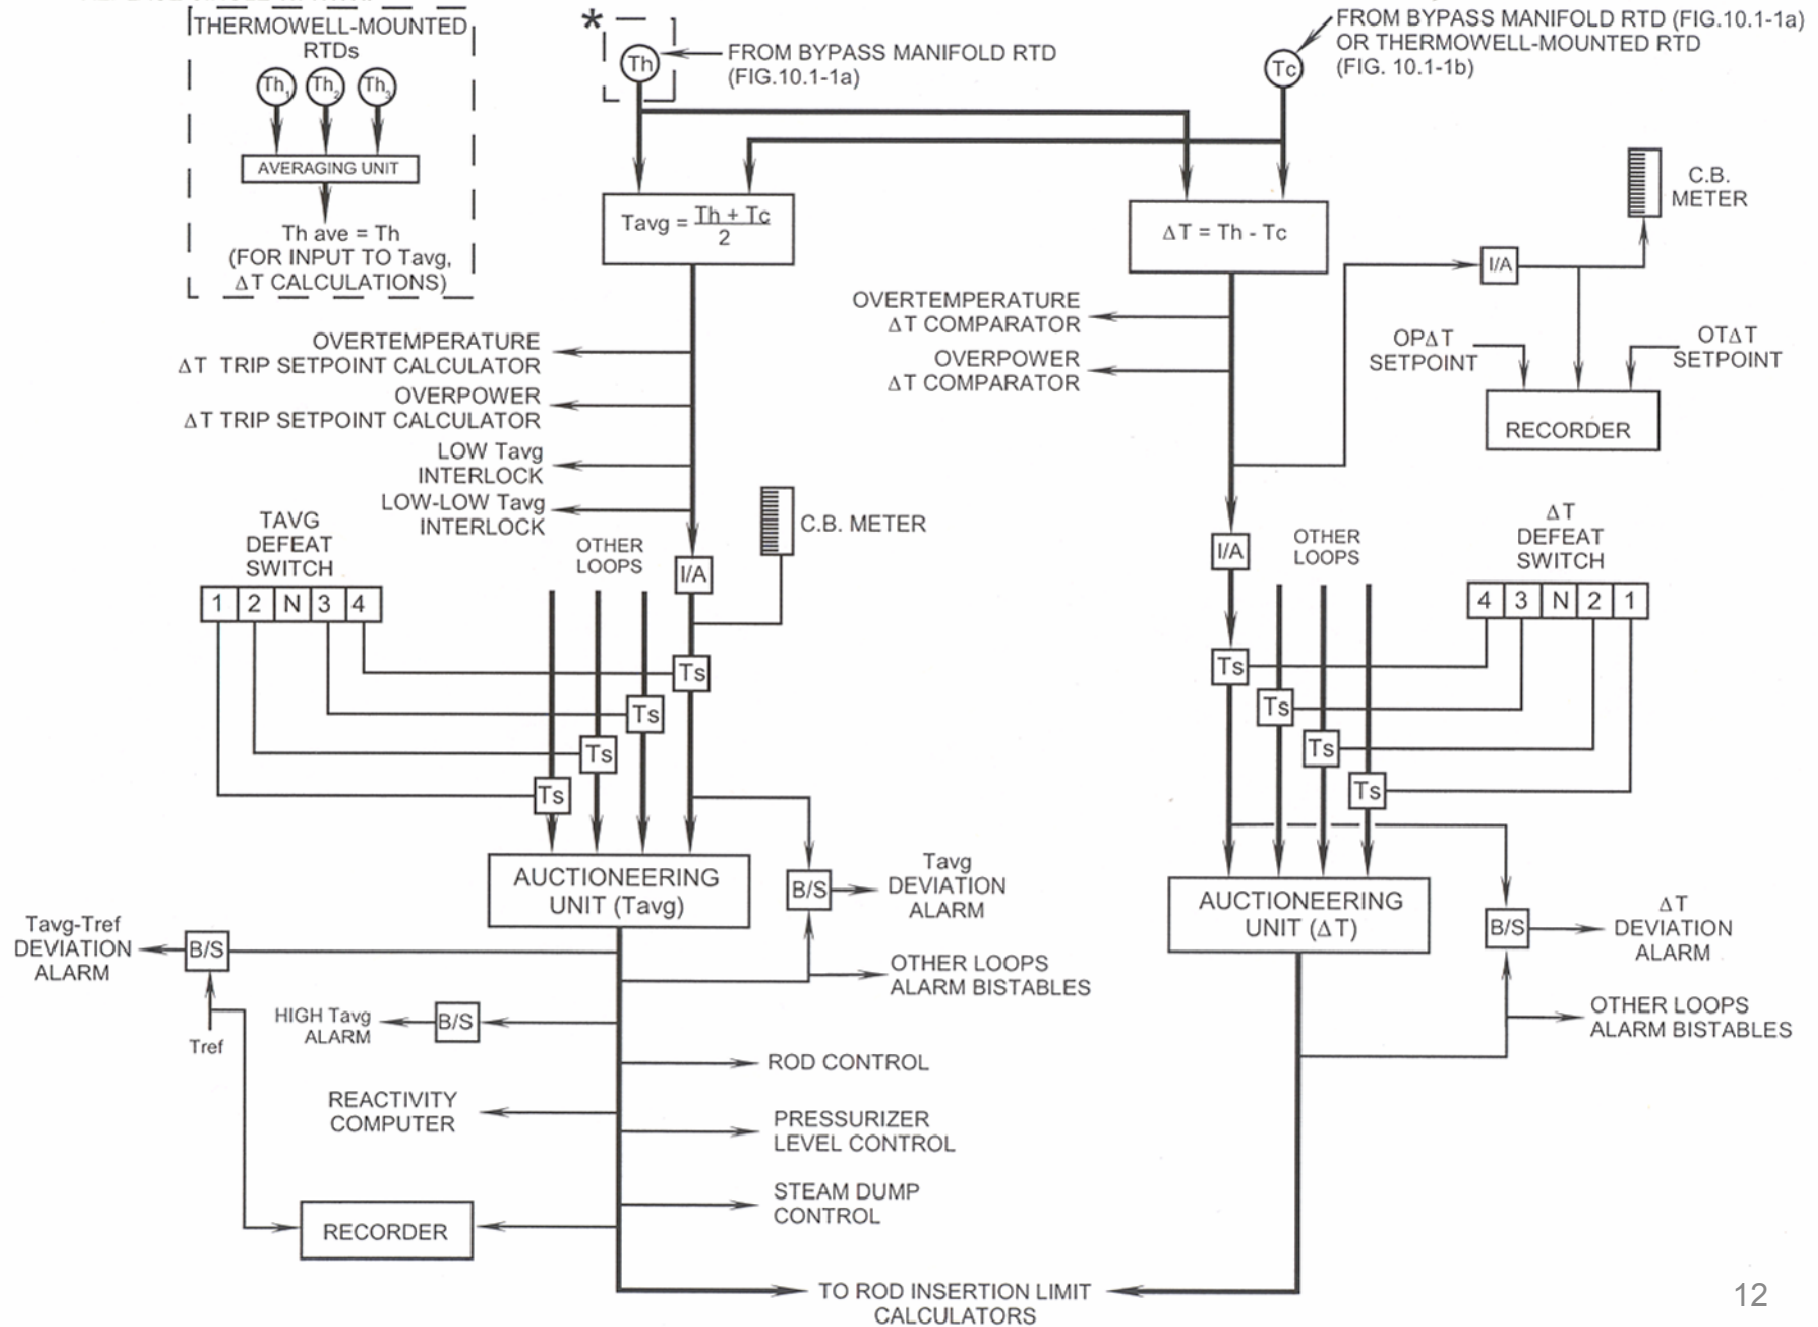 THERMOWELL-MOUNTED
RTDs
Th1 Th2 Th3
AVERAGING UNIT
Th ave = Th
(FOR INPUT TO Tavg,
ΔT CALCULATIONS)
*
Th
FROM BYPASS MANIFOLD RTD
(FIG.10.1-1a)
Tc
FROM BYPASS MANIFOLD RTD (FIG.10.1-1a)
OR THERMOWELL-MOUNTED RTD
(FIG. 10.1-1b)
Tavg = Th + Tc
2
ΔT = Th - Tc
C.B.
METER
I/A
OPΔT
SETPOINT
OTΔT
SETPOINT
RECORDER
OVERTEMPERATURE
ΔT COMPARATOR
OVERPOWER
ΔT COMPARATOR
OVERTEMPERATURE
ΔT TRIP SETPOINT CALCULATOR
OVERPOWER
ΔT TRIP SETPOINT CALCULATOR
LOW Tavg
INTERLOCK
LOW-LOW Tavg
INTERLOCK
C.B. METER
TAVG
DEFEAT
SWITCH
1 2 N 3 4
OTHER
LOOPS
I/A
Ts
Ts
Ts
Ts
I/A
OTHER
LOOPS
ΔT
DEFEAT
SWITCH
4 3 N 2 1
Ts
Ts
Ts
Ts
AUCTIONEERING
UNIT (Tavg)
B/S
Tavg
DEVIATION
ALARM
OTHER LOOPS
ALARM BISTABLES
AUCTIONEERING
UNIT (ΔT)
B/S
ΔT
DEVIATION
ALARM
OTHER LOOPS
ALARM BISTABLES
Tavg-Tref
DEVIATION
ALARM
B/S
Tref
HIGH Tavg
ALARM
B/S
ROD CONTROL
REACTIVITY
COMPUTER
PRESSURIZER
LEVEL CONTROL
STEAM DUMP
CONTROL
RECORDER
TO ROD INSERTION LIMIT
CALCULATORS
12